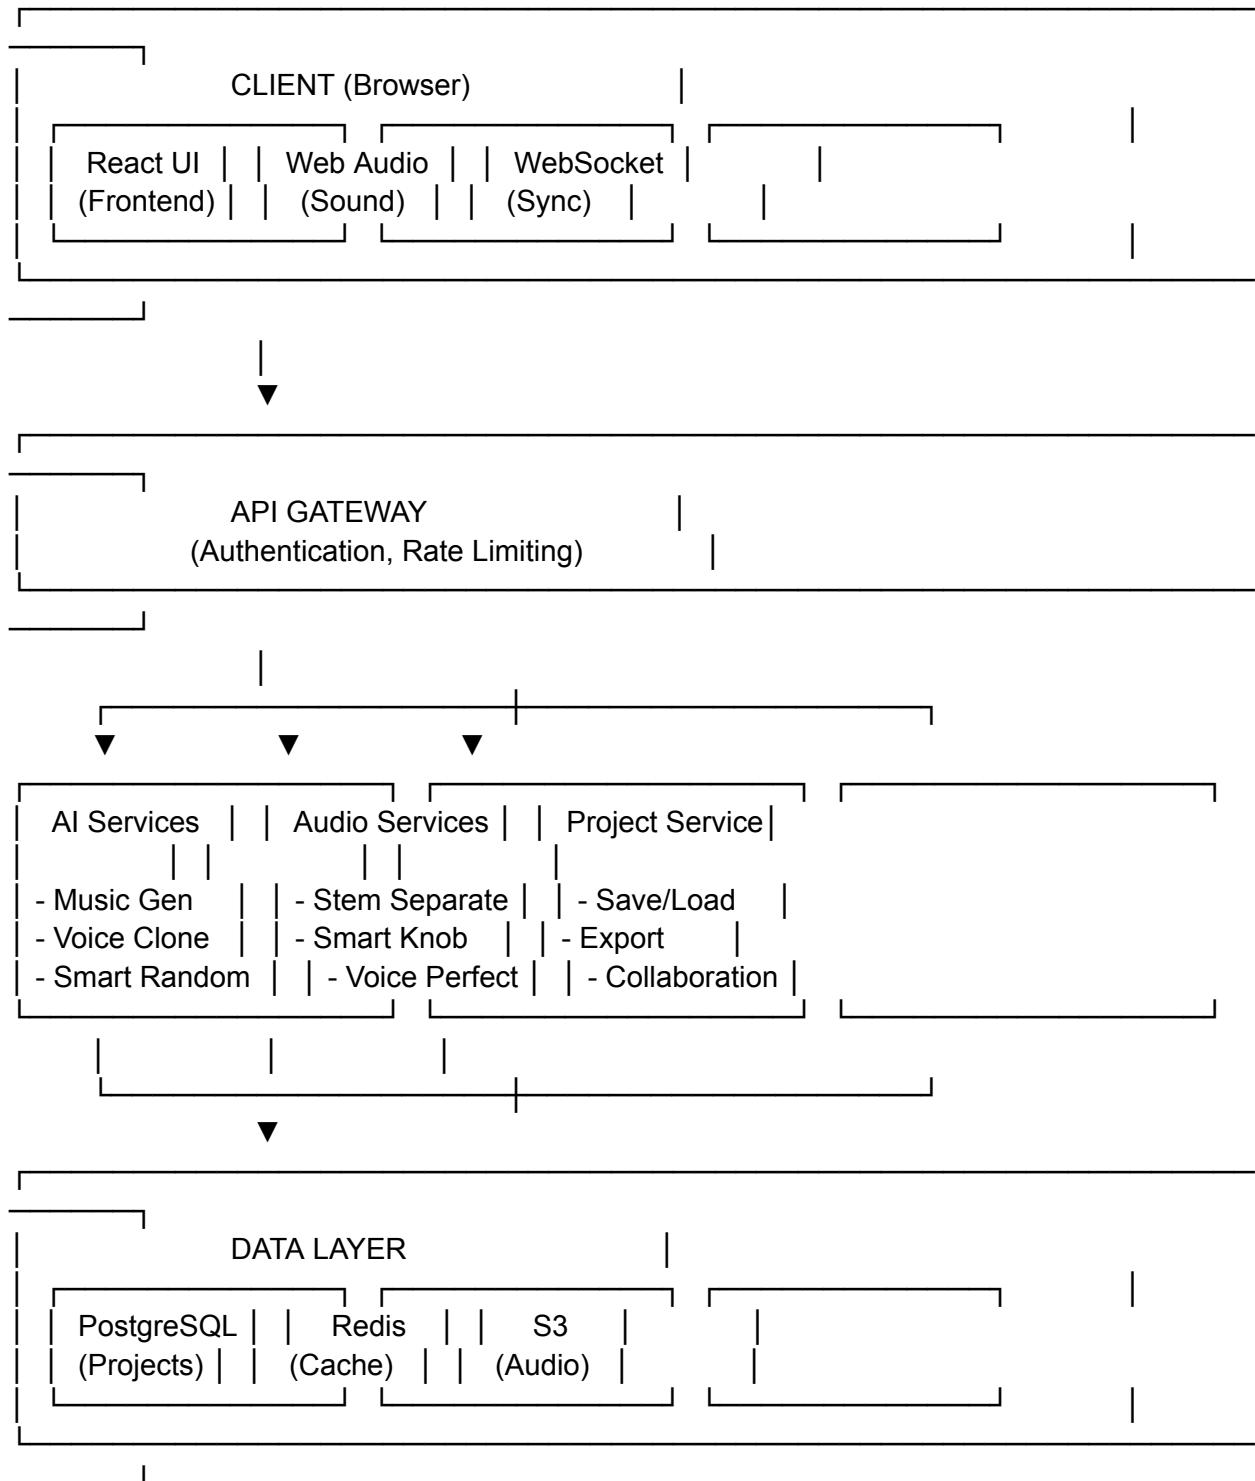 CLIENT (Browser)
React UI Web Audio WebSocket
(Frontend) (Sound) (Sync)
API GATEWAY
(Authentication, Rate Limiting)
AI Services Audio Services Project Service
- Music Gen - Stem Separate - Save/Load
- Voice Clone - Smart Knob - Export
- Smart Random - Voice Perfect - Collaboration
DATA LAYER
PostgreSQL Redis S3
(Projects) (Cache) (Audio)